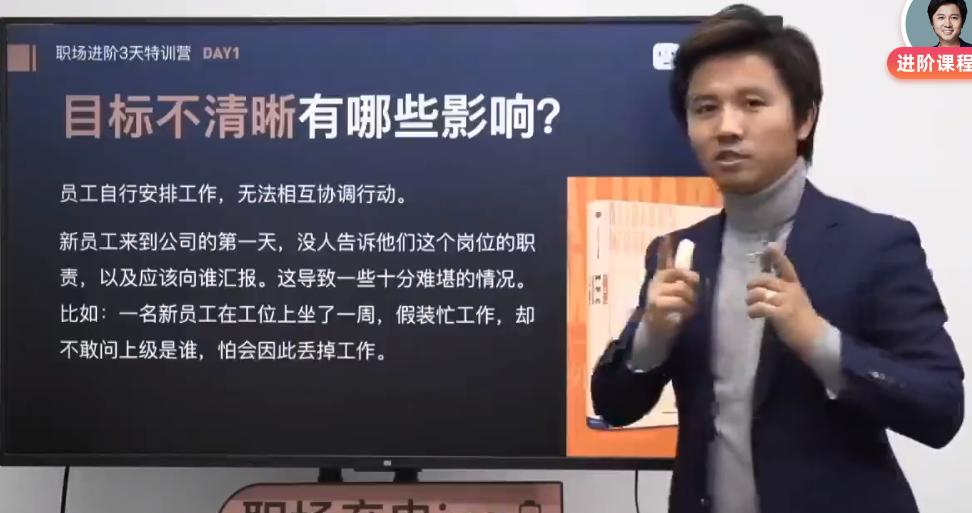 职场进阶3天特训营 DAY1
进阶课程
目标不清晰有哪些影响？
员工自行安排工作，无法相互协调行动。
新员工来到公司的第一天，没人告诉他们这个岗位的职
责，以及应该向谁汇报。这导致一些十分难堪的情况。
比如：一名新员工在工位上坐了一周，假装忙工作，却
不敢问上级是谁，怕会因此丢掉工作。
职场充电